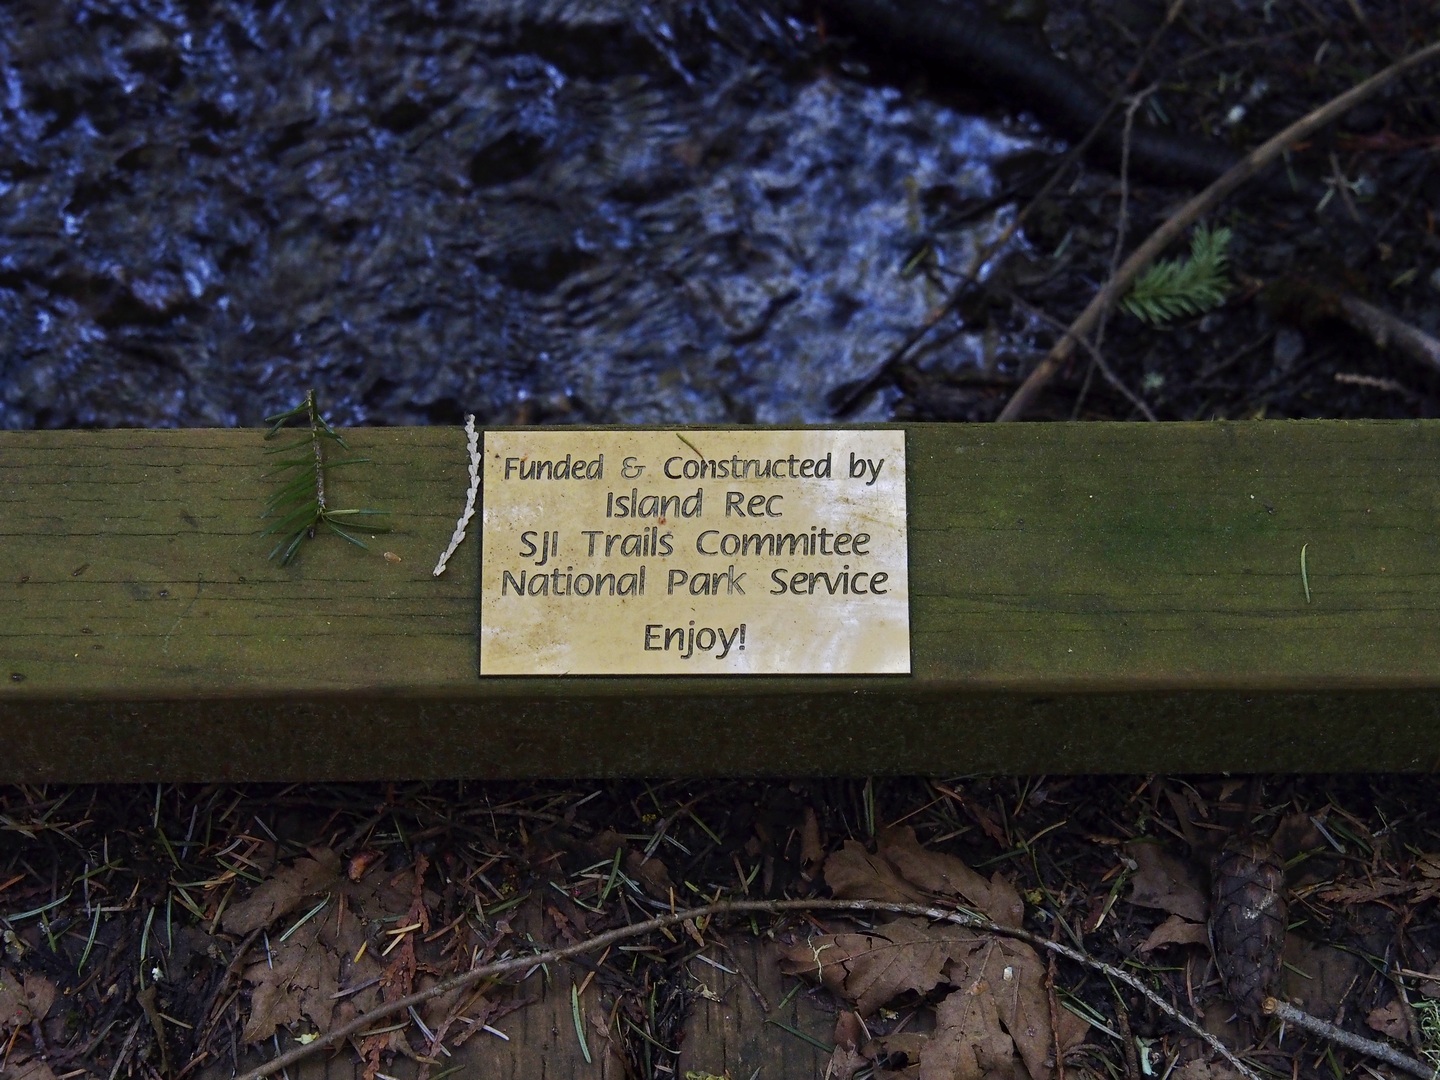 Funded & Constructed by
Island Rec
SJI Trails Commitee
National Park Service
Enjoy!